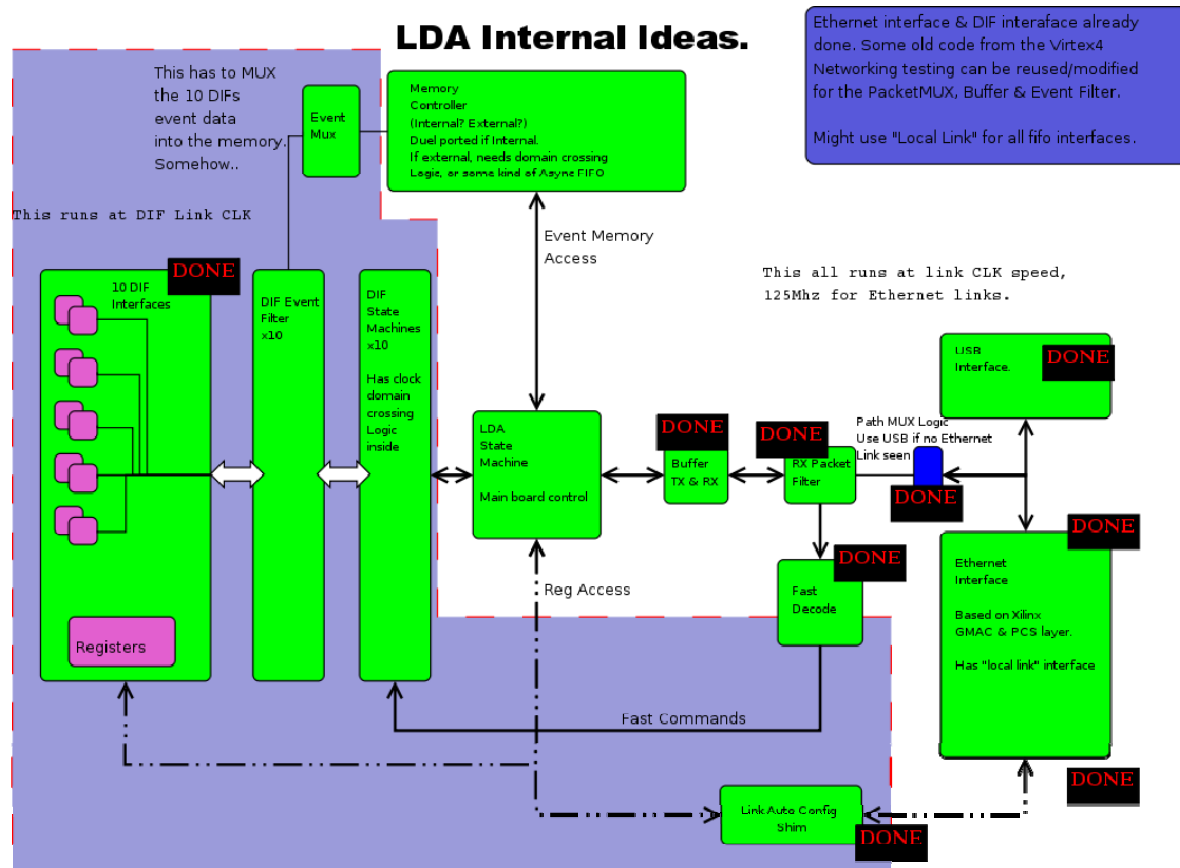 LDA Internal Ideas.
Ethernet interface & DIF interaface already
done. Some old code from the Virtex4
Networking testing can be reused/modified
for the PacketMUX, Buffer & Event Filter.
Might use "Local Link" for all fifo interfaces.
This has to MUX
the 10 DIFs
event data
into the memory.
Somehow..
Event
Mux
Memory
Controller
(Internal? External?)
Duel ported if Internal.
If external, needs domain crossing
Logic, or some kind of Async FIFO
This runs at DIF Link CLK
Event Memory
Access
This all runs at link CLK speed,
125Mhz for Ethernet links.
DONE
10 DIF
Interfaces
DIF Event
Filter
x10
DIF
State
Machines
x10
Has clock
domain
crossing
Logic
inside
USB
Interface.
DONE
Path MUX Logic
Use USB if no Ethernet
Link seen
LDA
State
Machine
Main board control
DONE
Buffer
TX & RX
DONE
RX Packet
Filter
DONE
DONE
Ethernet
Interface
Based on Xilinx
GMAC & PCS layer.
Has "local link" interface
DONE
Fast
Decode
Reg Access
Registers
Fast Commands
DONE
Link Auto Config
Shim
DONE